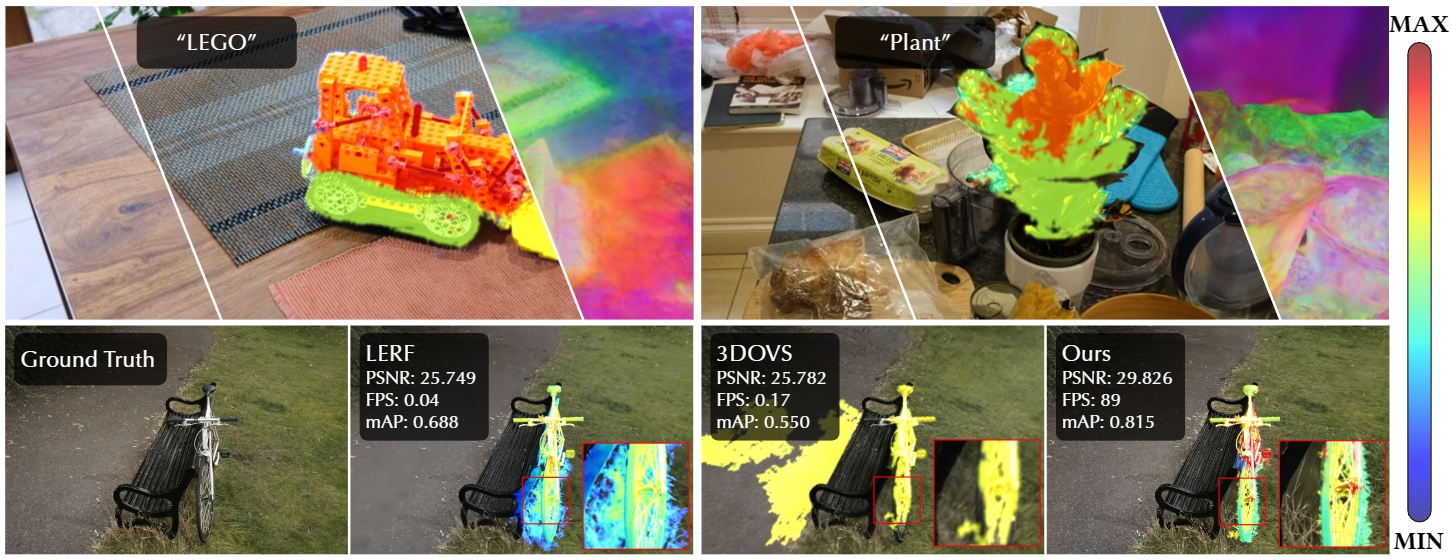 “LEGO”
“Plant”
MAX
Ground Truth
LERF
PSNR: 25.749
FPS: 0.04
mAP: 0.688
3DOVS
PSNR: 25.782
FPS: 0.17
mAP: 0.550
Ours
PSNR: 29.826
FPS: 89
mAP: 0.815
MIN